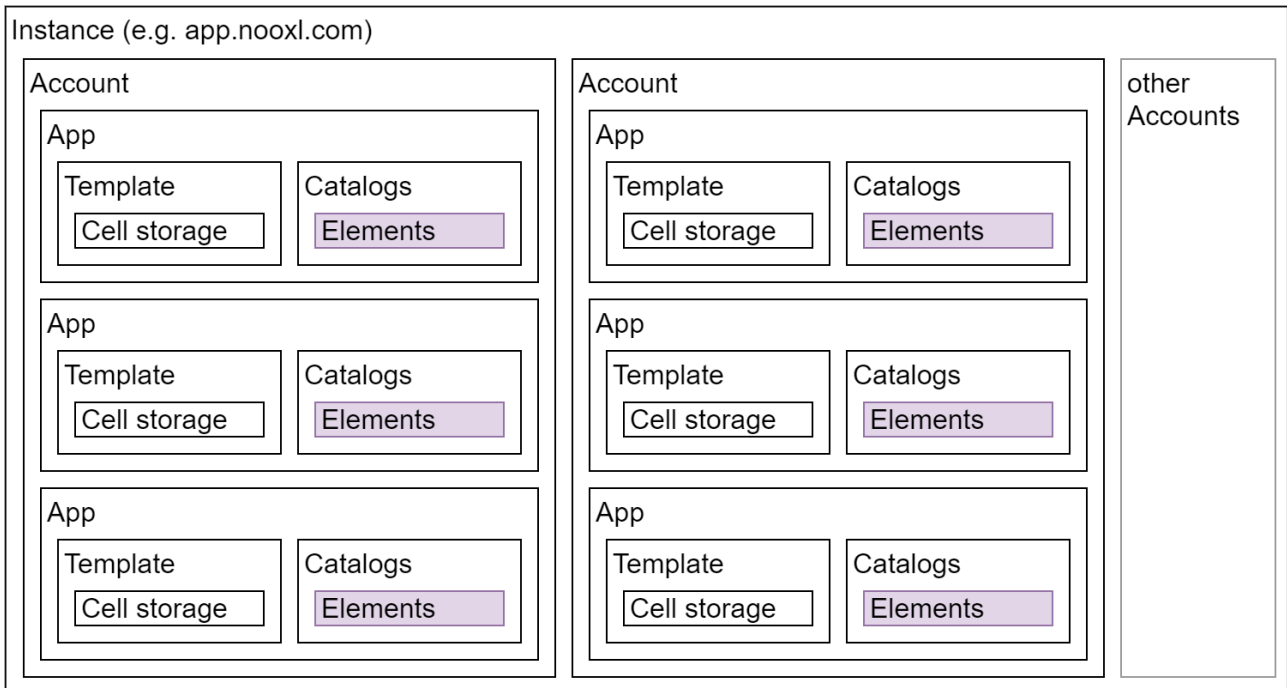 Instance (e.g. app.nooxl.com)
Account
App
Template
Cell storage
Catalogs
Elements
App
Template
Cell storage
Catalogs
Elements
App
Template
Cell storage
Catalogs
Elements
Account
App
Template
Cell storage
Catalogs
Elements
App
Template
Cell storage
Catalogs
Elements
App
Template
Cell storage
Catalogs
Elements
other
Accounts